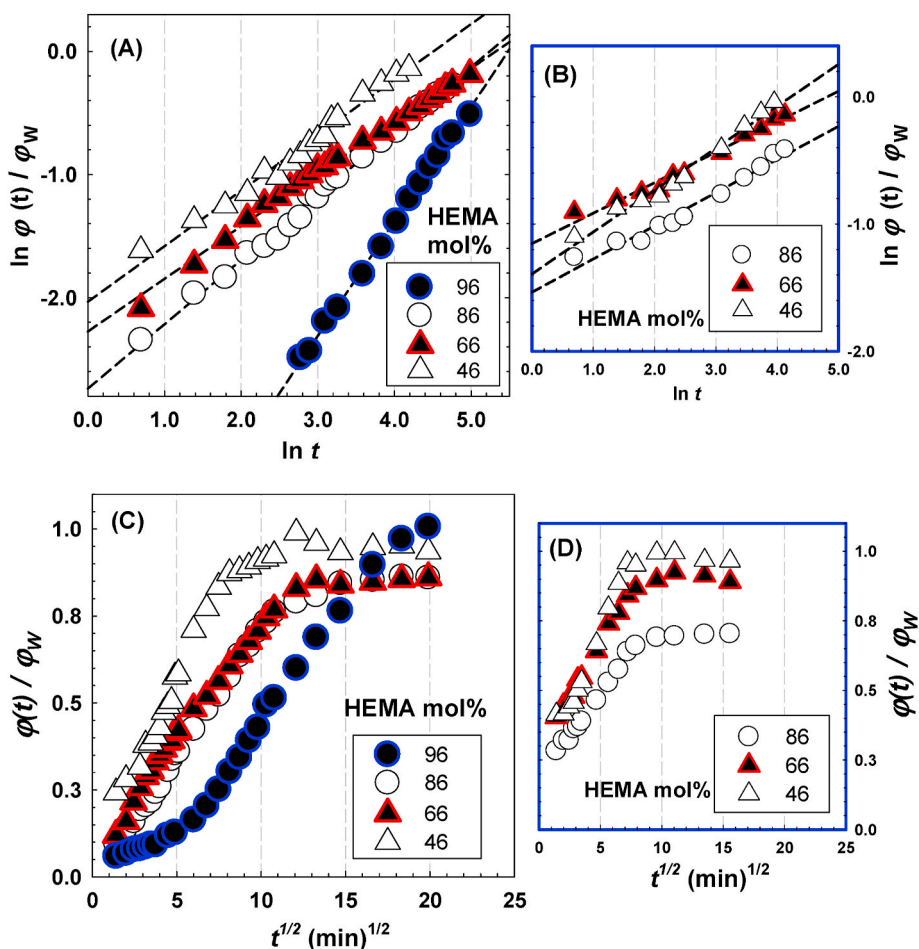 (A)
0.0
-1.0
-2.0
ln φ (t) / φW
HEMA
mol%
96
86
66
46
0.0 1.0 2.0 3.0 4.0 5.0
ln t
(B)
0.0
-1.0
-2.0
ln φ (t) / φW
86
66
46
HEMA mol%
0.0 1.0 2.0 3.0 4.0 5.0
ln t
(C)
1.0
0.8
0.5
0.3
0.0
φ(t) / φW
HEMA mol%
96
86
66
46
0 5 10 15 20 25
t1/2 (min)1/2
(D)
1.0
0.8
0.5
0.3
0.0
φ(t) / φW
86
66
46
HEMA mol%
0 5 10 15 20 25
t1/2 (min)1/2